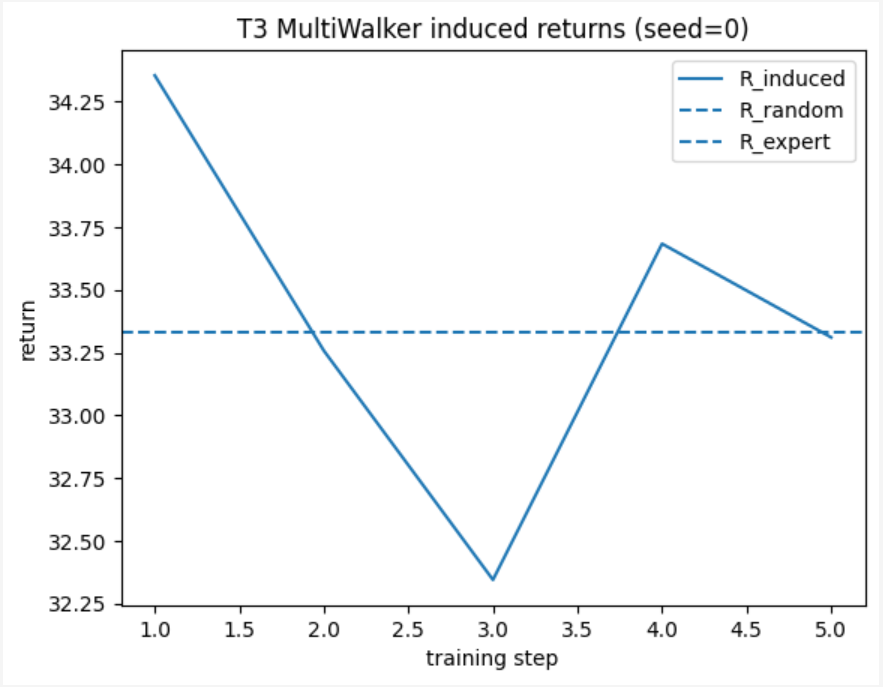 T3 MultiWalker induced returns (seed=0)
R_induced
R_random
R_expert
34.25
34.00
33.75
33.50
33.25
33.00
32.75
32.50
32.25
return
1.0 1.5 2.0 2.5 3.0 3.5 4.0 4.5 5.0
training step